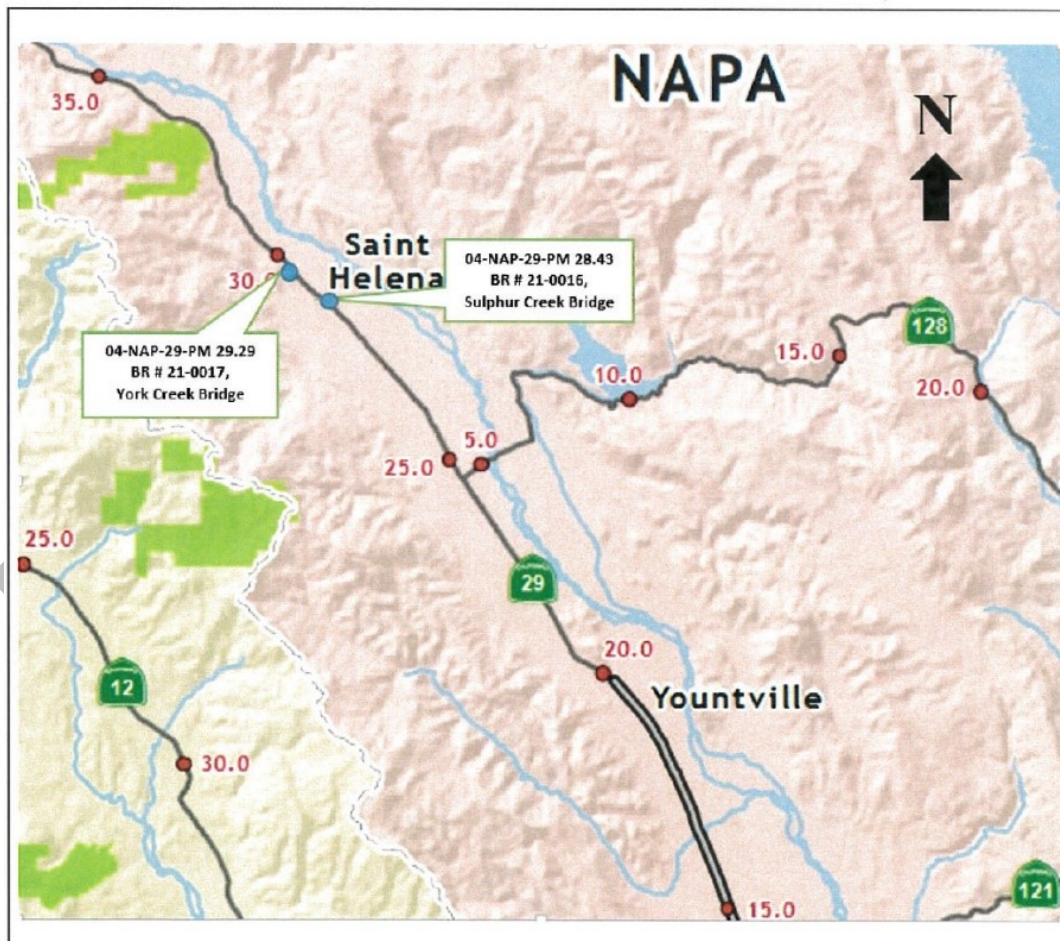 NAPA
N
35.0
Saint
Helena
30.0
04-NAP-29-PM 28.43
BR # 21-0016,
Sulphur Creek Bridge
04-NAP-29-PM 29.29
BR # 21-0017,
York Creek Bridge
128
15.0
10.0
20.0
5.0
25.0
25.0
29
20.0
12
Yountville
30.0
121
15.0